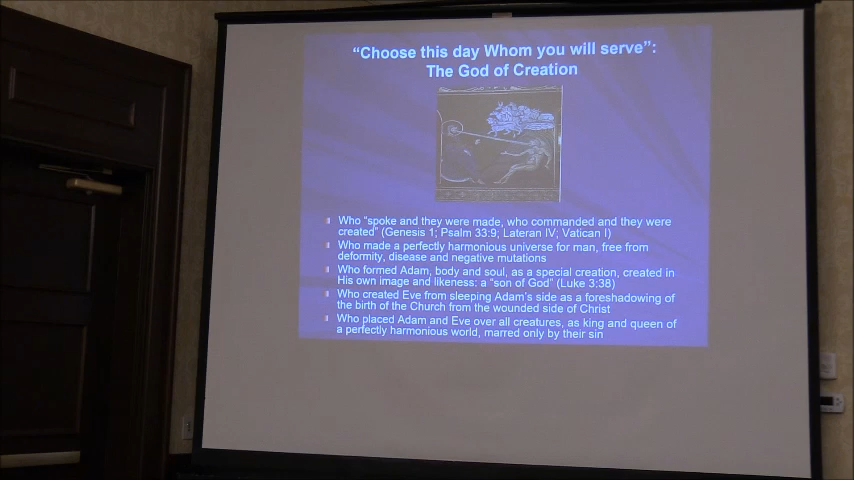 “Choose this day Whom you will serve”:
The God of Creation
Who “spoke and they were made, who commanded and they were
created” (Genesis 1; Psalm 33:9; Lateran IV; Vatican I)
Who made a perfectly harmonious universe for man, free from
deformity, disease and negative mutations
Who formed Adam, body and soul, as a special creation, created in
His own image and likeness: a “son of God” (Luke 3:38)
Who created Eve from sleeping Adam’s side as a foreshadowing of
the birth of the Church from the wounded side of Christ
Who placed Adam and Eve over all creatures, as king and queen of
a perfectly harmonious world, marred only by their sin